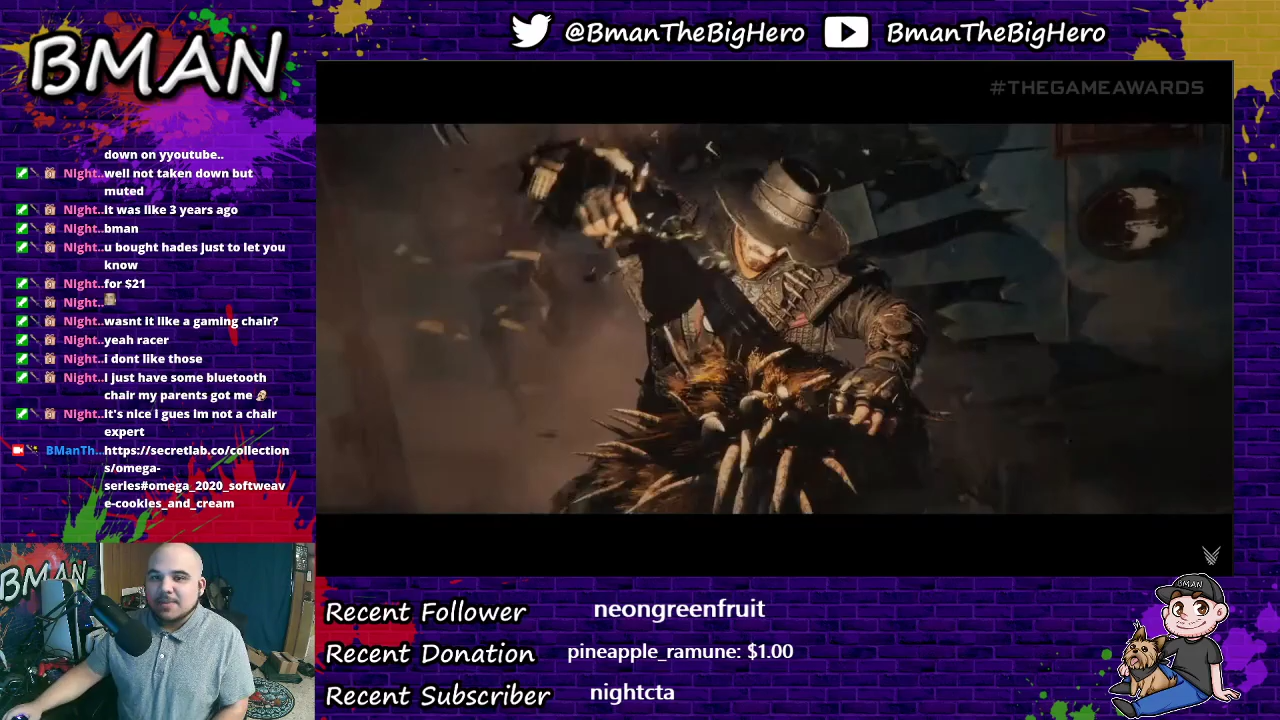 BMAN
@BmanTheBigHero
BmanTheBigHero
#THEGAMEAWARDS
down on yyoutube..
Night.. well not taken down but
muted
Night.. it was like 3 years ago
Night.. bman
Night.. u bought hades just to let you
know
Night.. for $21
Night..
Night.. wasnt it like a gaming chair?
Night.. yeah racer
Night.. i dont like those
Night.. I just have some bluetooth
chair my parents got me
Night.. it's nice i gues im not a chair
expert
BManTh.. https://secretlab.co/collection
s/omega-
series#omega_2020_softweav
e-cookies_and_cream
BMAN
BMAN
Recent Follower neongreenfruit
Recent Donation pineapple_ramune: $1.00
Recent Subscriber nightcta